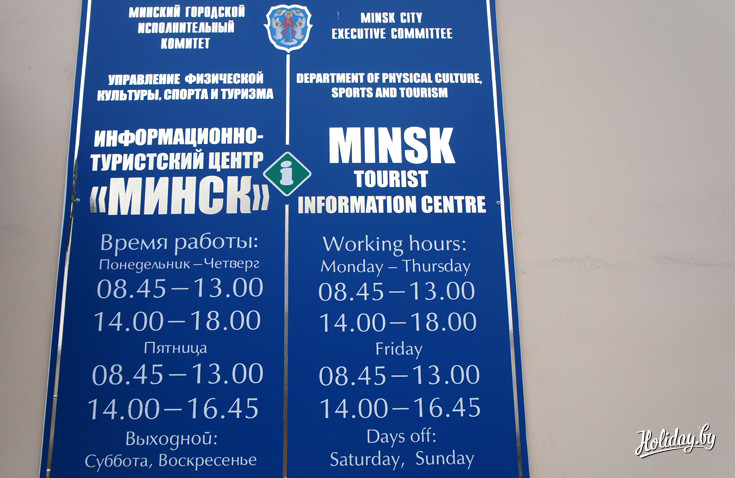 МИНСКИЙ ГОРОДСКОЙ
ИСПОЛНИТЕЛЬНЫЙ
КОМИТЕТ
УПРАВЛЕНИЕ ФИЗИЧЕСКОЙ
КУЛЬТУРЫ, СПОРТА И ТУРИЗМА
ИНФОРМАЦИОННО-
ТУРИСТСКИЙ ЦЕНТР
«МИНСК»
Время работы:
Понедельник – Четверг
08.45 – 13.00
14.00 – 18.00
Пятница
08.45 – 13.00
14.00 – 16.45
Выходной:
Суббота, Воскресенье
i
MINSK CITY
EXECUTIVE COMMITTEE
DEPARTMENT OF PHYSICAL CULTURE,
SPORTS AND TOURISM
MINSK
TOURIST
INFORMATION CENTRE
Working hours:
Monday – Thursday
08.45 – 13.00
14.00 – 18.00
Friday
08.45 – 13.00
14.00 – 16.45
Days off:
Saturday, Sunday
Holiday.by